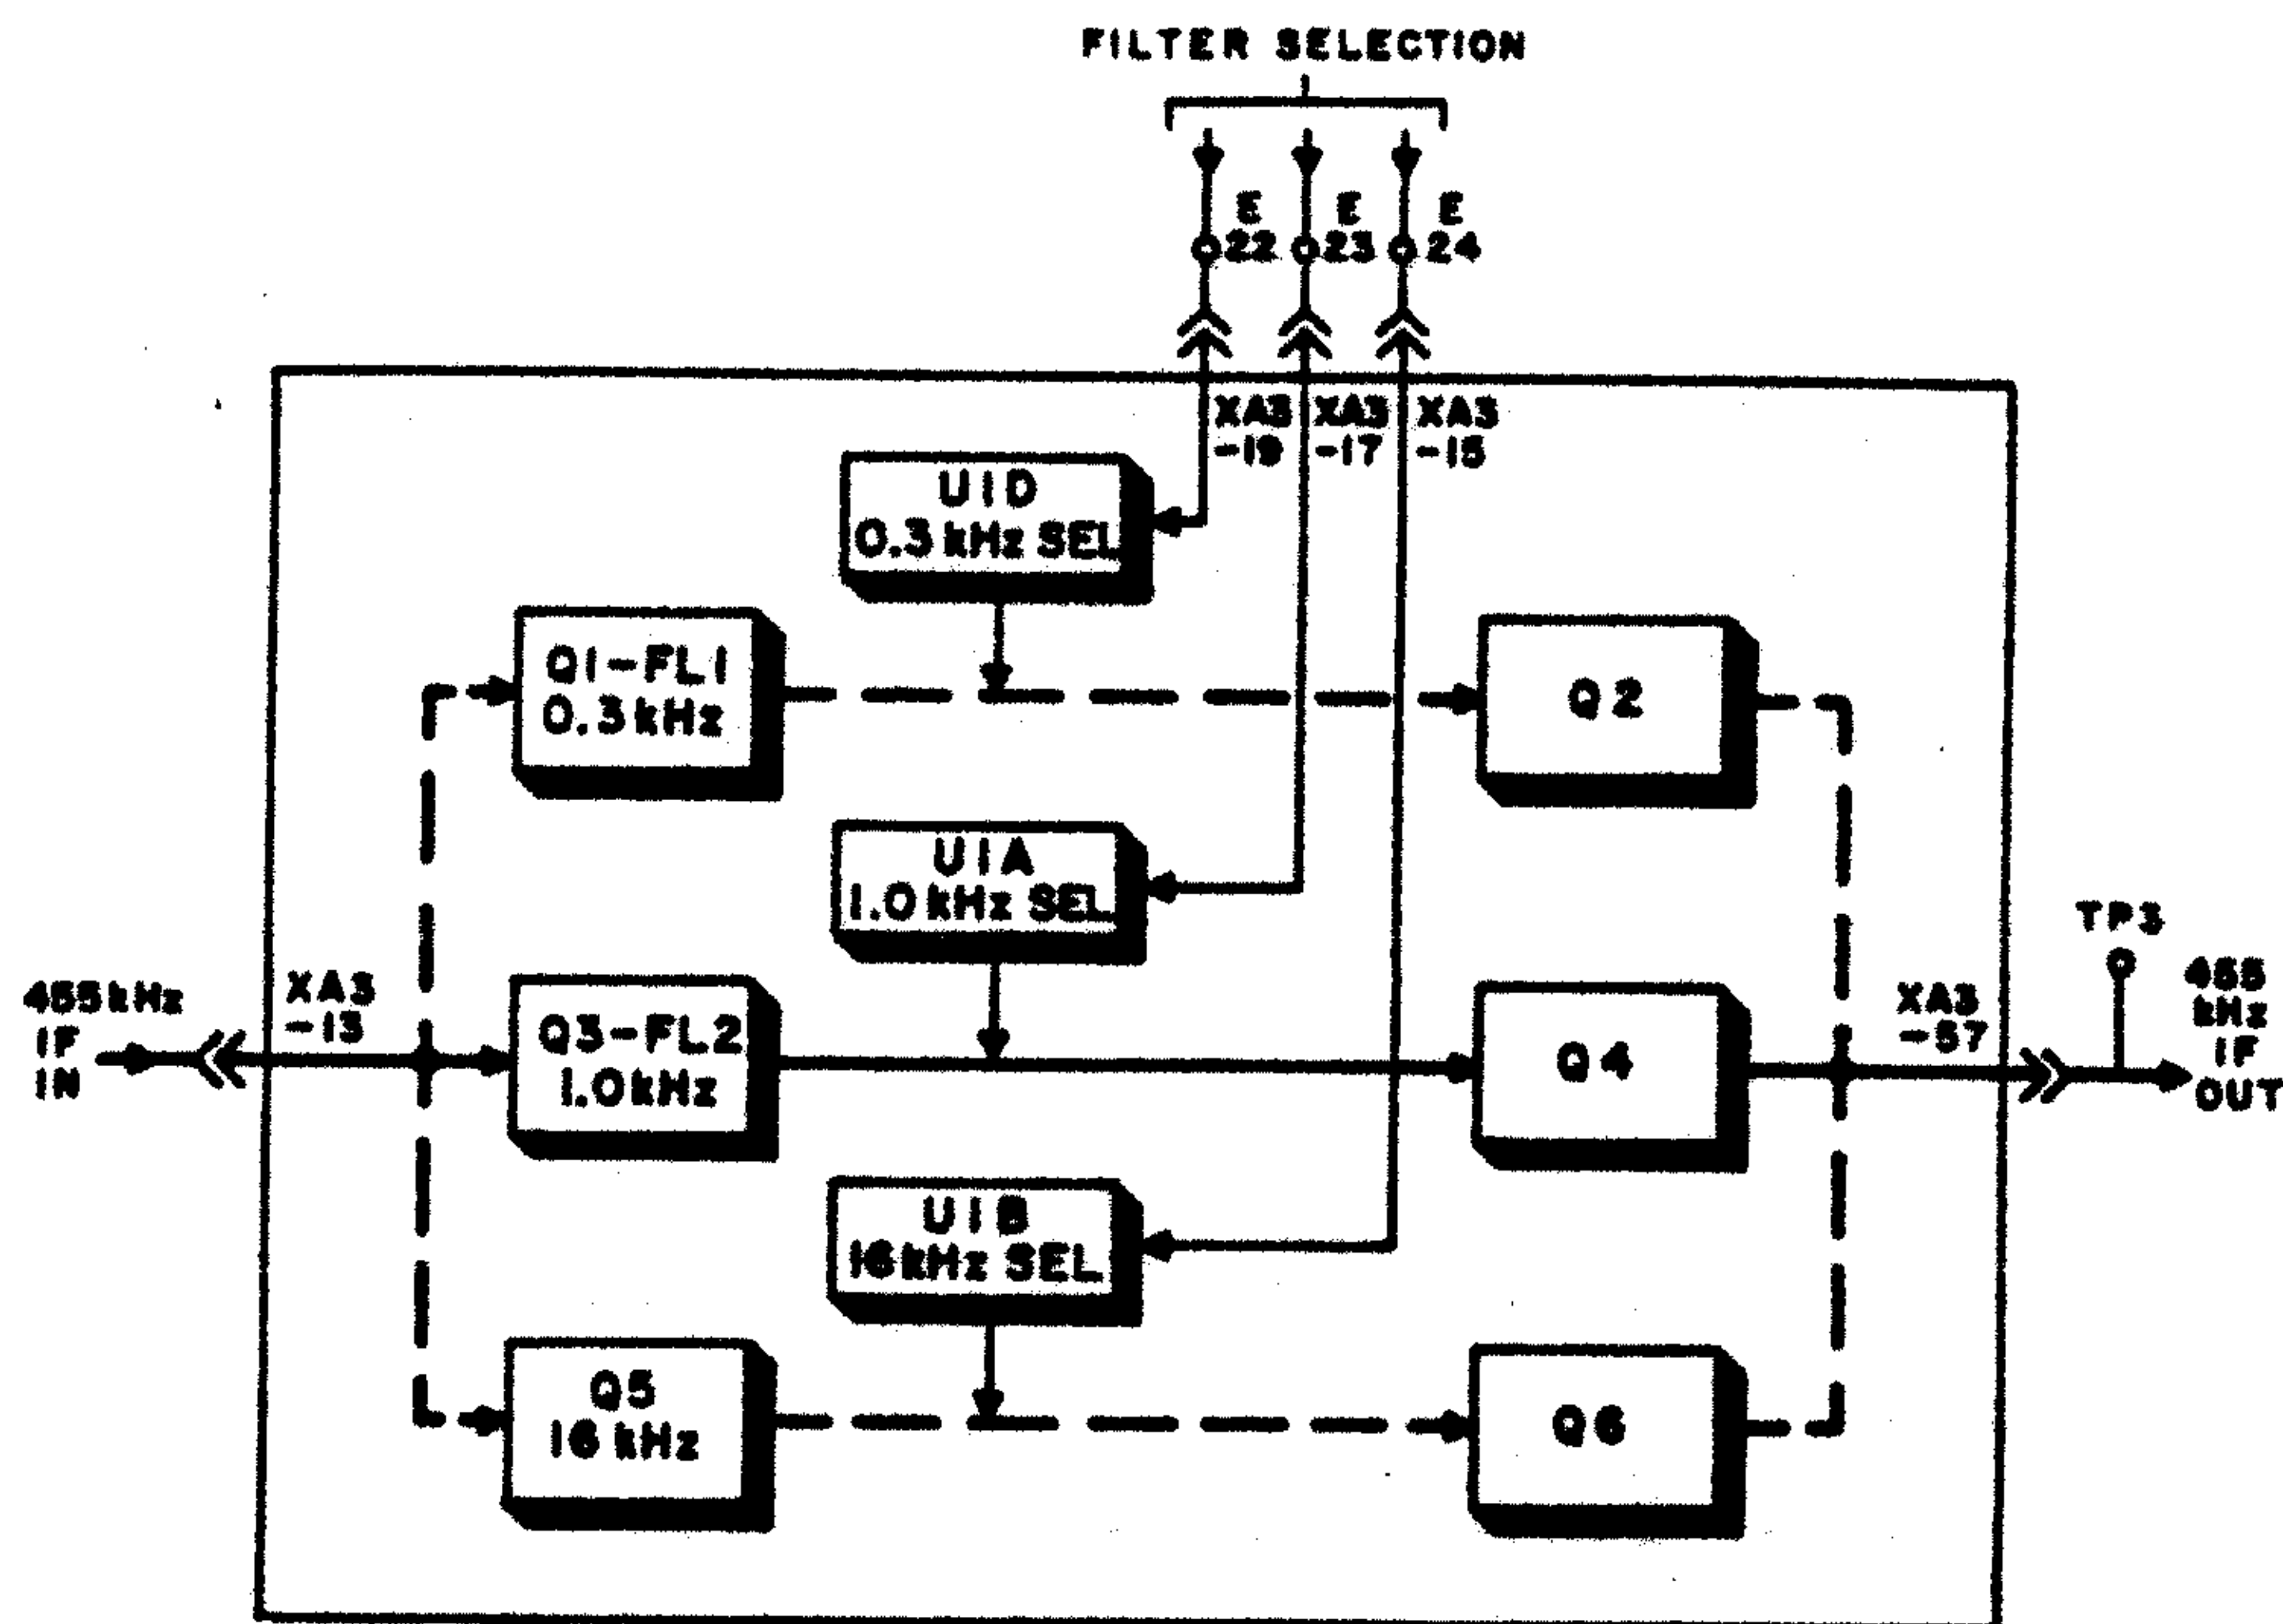 FILTER SELECTION
E E E
22 23 24
XA3 XA3 XA3
-19 -17 -15
U1D
0.3 kHz SEL
Q1-FL1
0.3 kHz
Q2
U1A
1.0 kHz SEL
TP3
455 kHz
IF
IN
XA3
-13
Q3-FL2
1.0 kHz
Q4
XA3
-57
455
kHz
IF
OUT
U1B
16 kHz SEL
Q5
16 kHz
Q6